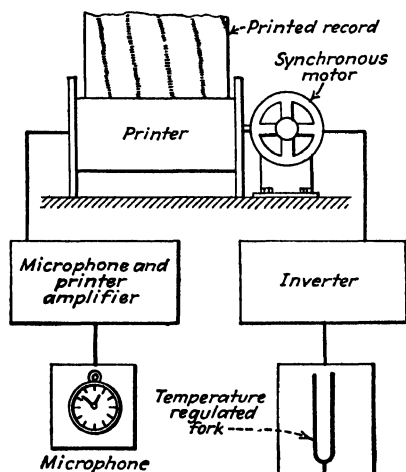 Printed record
Synchronous
motor
Printer
Microphone and
printer
amplifier
Inverter
Temperature
regulated
fork
Microphone